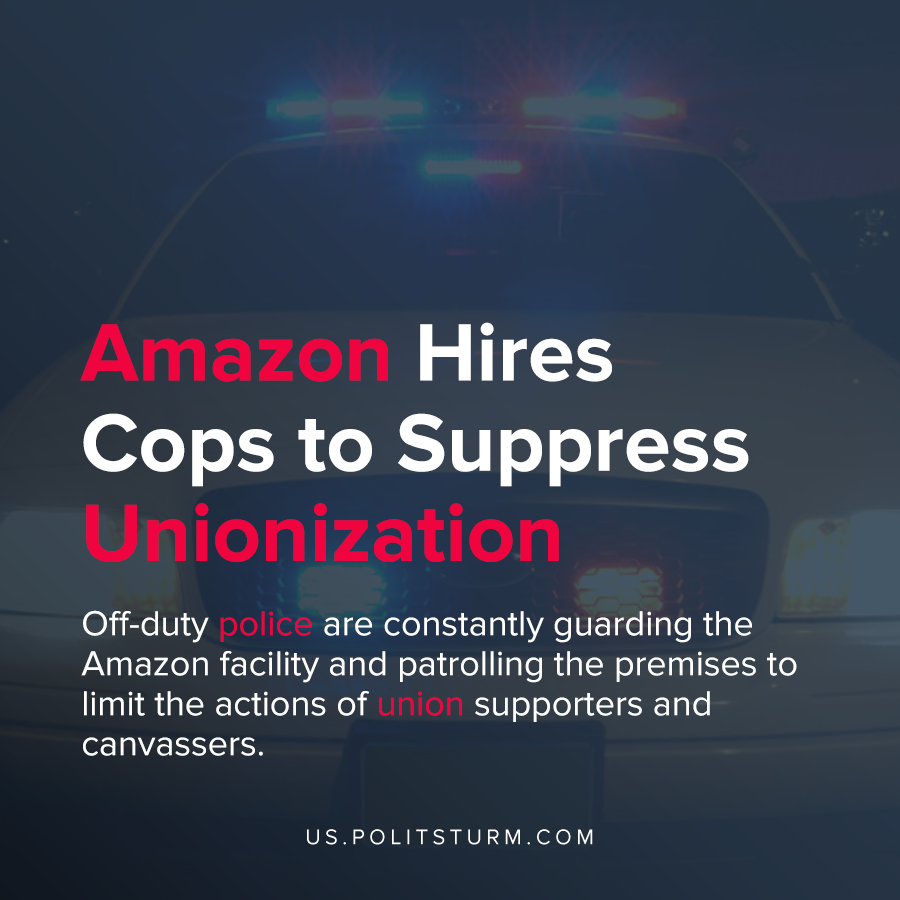 Amazon Hires
Cops to Suppress
Unionization
Off-duty police are constantly guarding the
Amazon facility and patrolling the premises to
limit the actions of union supporters and
canvassers.
US.POLITSTURM.COM